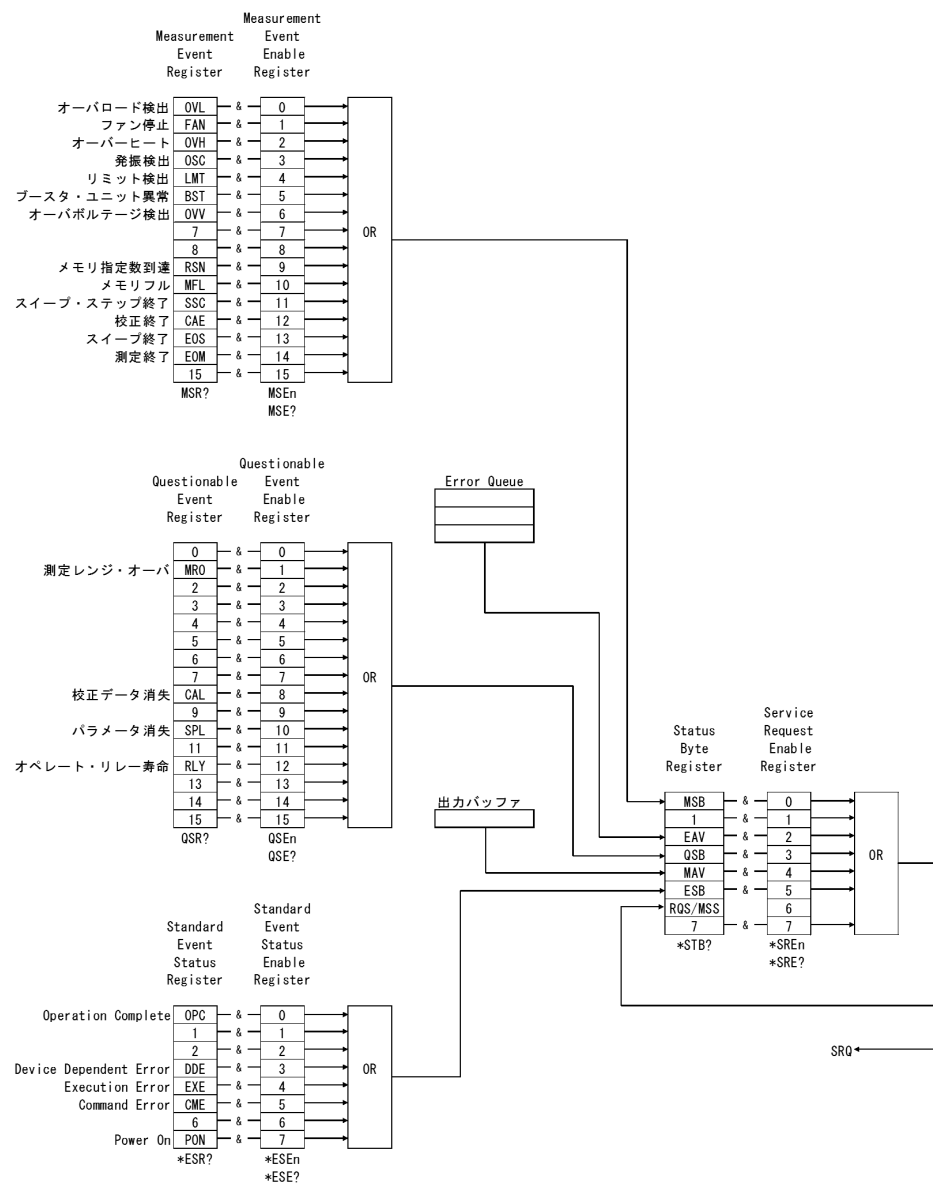 Measurement Event Register
Measurement Event Enable Register
オーバロード検出 OVL & 0
ファン停止 FAN & 1
オーバーヒート OVH & 2
発振検出 OSC & 3
リミット検出 LMT & 4
ブースタ・ユニット異常 BST & 5
オーバボルテージ検出 OVV & 6
7 & 7
8 & 8
メモリ指定数到達 RSN & 9
メモリフル MFL & 10
スイープ・ステップ終了 SSC & 11
校正終了 CAE & 12
スイープ終了 EOS & 13
測定終了 EOM & 14
15 & 15
OR
MSR?
MSEn
MSE?
Questionable Event Register
Questionable Event Enable Register
0 & 0
測定レンジ・オーバ MRO & 1
2 & 2
3 & 3
4 & 4
5 & 5
6 & 6
7 & 7
校正データ消失 CAL & 8
9 & 9
パラメータ消失 SPL & 10
11 & 11
オペレート・リレー寿命 RLY & 12
13 & 13
14 & 14
15 & 15
OR
QSR?
QSEn
QSE?
Error Queue
出力バッファ
Standard Event Status Register
Standard Event Status Enable Register
Operation Complete OPC & 0
1 & 1
2 & 2
Device Dependent Error DDE & 3
Execution Error EXE & 4
Command Error CME & 5
6 & 6
Power On PON & 7
OR
*ESR?
*ESEn
*ESE?
Status Byte Register
Service Request Enable Register
MSB & 0
1 & 1
EAV & 2
QSB & 3
MAV & 4
ESB & 5
RQS/MSS 6
7 & 7
OR
*STB?
*SREn
*SRE?
SRQ